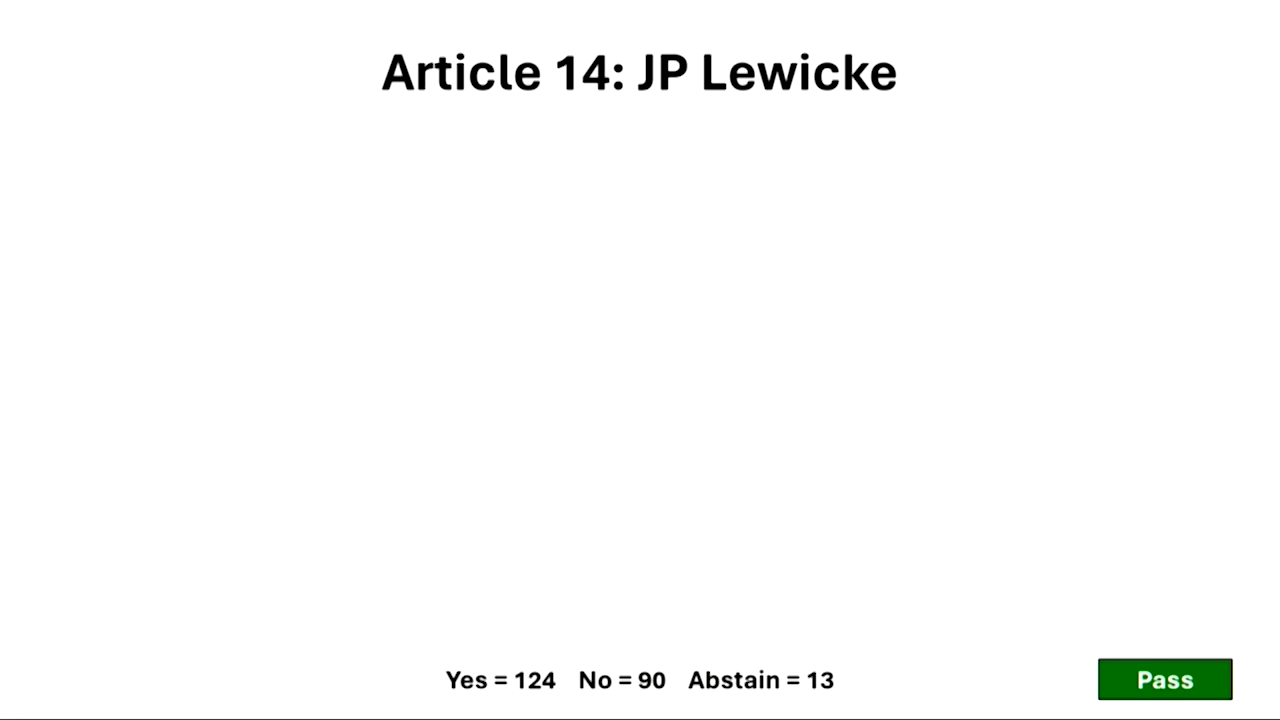 Article 14: JP Lewicke
Yes = 124 No = 90 Abstain = 13
Pass